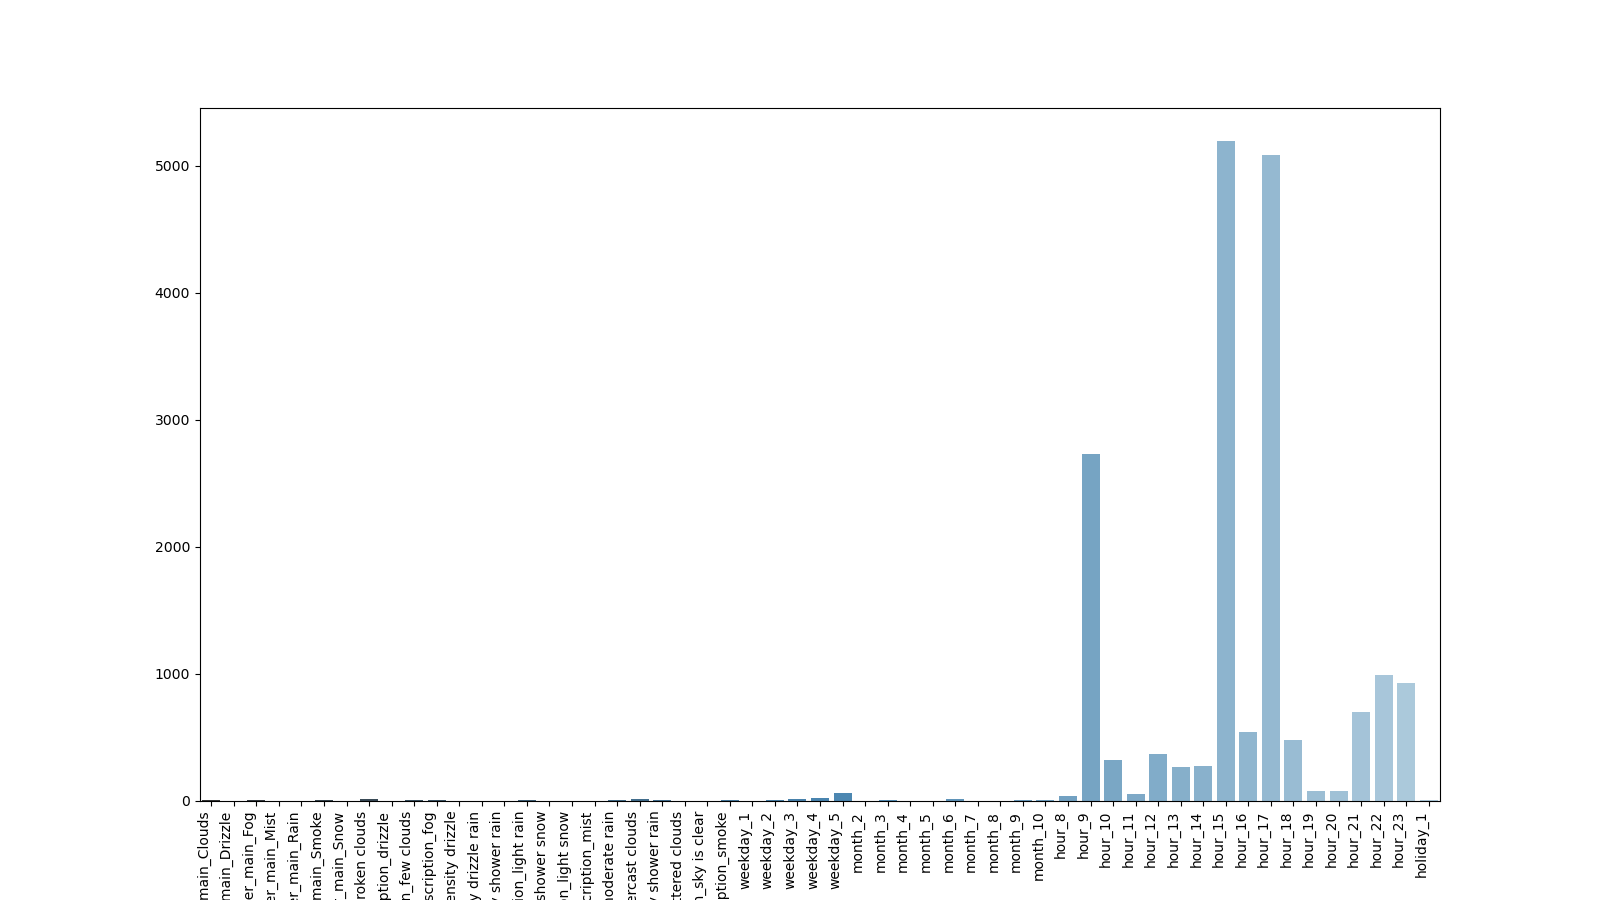 5000
4000
3000
2000
1000
0
main_Clouds
main_Drizzle
er_main_Fog
er_main_Mist
er_main_Rain
main_Smoke
r_main_Snow
roken clouds
ption_drizzle
n_few clouds
scription_fog
ensity drizzle
y drizzle rain
y shower rain
ion_light rain
shower snow
n_light snow
cription_mist
noderate rain
ercast clouds
y shower rain
ttered clouds
n_sky is clear
ption_smoke
weekday_1
weekday_2
weekday_3
weekday_4
weekday_5
month_2
month_3
month_4
month_5
month_6
month_7
month_8
month_9
month_10
hour_8
hour_9
hour_10
hour_11
hour_12
hour_13
hour_14
hour_15
hour_16
hour_17
hour_18
hour_19
hour_20
hour_21
hour_22
hour_23
holiday_1